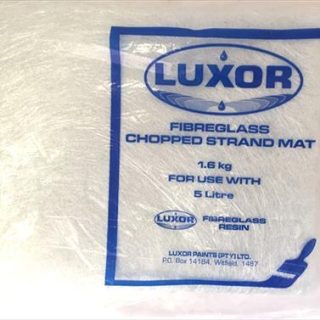 LUXOR
FIBREGLASS
CHOPPED STRAND MAT
1.6 kg
FOR USE WITH
5 Litre
LUXOR FIBREGLASS
RESIN
LUXOR PAINTS (PTY) LTD.
P.O. Box 14184, Witfield, 1467